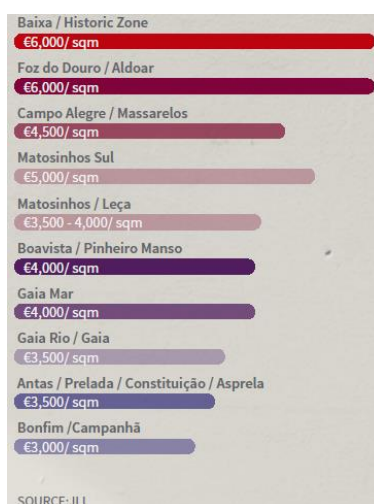 Baixa / Historic Zone
€6,000/ sqm
Foz do Douro / Aldoar
€6,000/ sqm
Campo Alegre / Massarelos
€4,500/ sqm
Matosinhos Sul
€5,000/ sqm
Matosinhos / Leça
€3,500 - 4,000/ sqm
Boavista / Pinheiro Manso
€4,000/ sqm
Gaia Mar
€4,000/ sqm
Gaia Rio / Gaia
€3,500/ sqm
Antas / Prelada / Constituição / Asprela
€3,500/ sqm
Bonfim /Campanhã
€3,000/ sqm
SOURCE: JLL